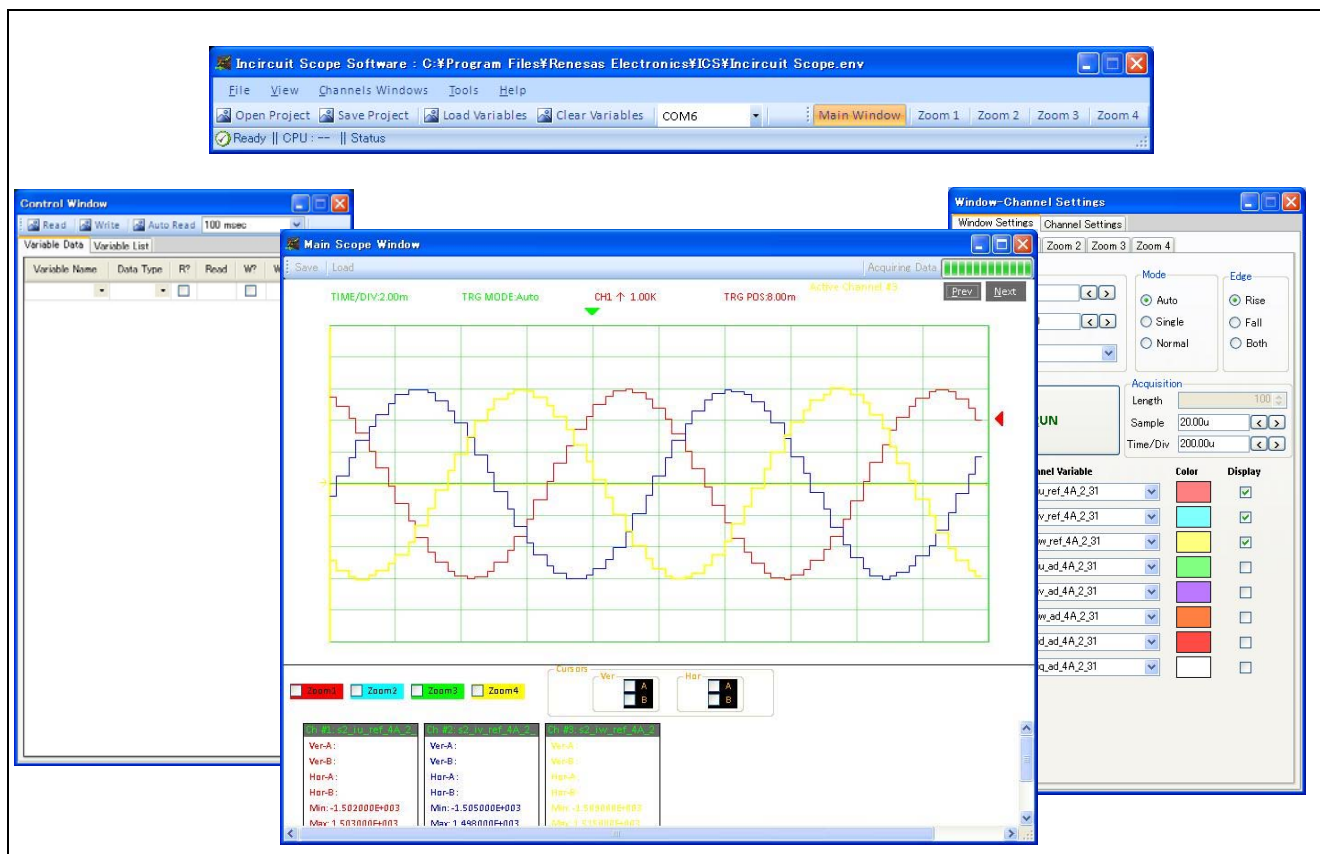 Incircuit Scope Software : C:¥Program Files¥Renesas Electronics¥ICS¥Incircuit Scope.env
File View Channels Windows Tools Help
Open Project Save Project Load Variables Clear Variables COM6 Main Window Zoom 1 Zoom 2 Zoom 3 Zoom 4
Ready || CPU : -- || Status
Control Window
Read Write Auto Read 100 msec
Variable Data Variable List
Variable Name Data Type R? Read W?
Main Scope Window
Save Load Acquiring Data
TIME/DIV:2.00m TRG MODE:Auto CH1 ↑ 1.00K TRG POS:8.00m Active Channel #3 Prev Next
Zoom1 Zoom2 Zoom3 Zoom4
Cursors
Ver A B
Hor A B
Ch #1: s2_iu_ref_4A_2_
Ver-A :
Ver-B :
Hor-A :
Hor-B :
Min: -1.502000E+003
Max: 1.503000E+003
Ch #2: s2_iv_ref_4A_2_
Ver-A :
Ver-B :
Hor-A :
Hor-B :
Min: -1.505000E+003
Max: 1.498000E+003
Ch #3: s2_iw_ref_4A_2
Ver-A :
Ver-B :
Hor-A :
Hor-B :
Window-Channel Settings
Window Settings Channel Settings
Zoom 2 Zoom 3 Zoom 4
Mode
Auto
Single
Normal
Edge
Rise
Fall
Both
Acquisition
Length 100
Sample 20.00u
Time/Div 200.00u
Variable Color Display
u_ref_4A_2_31
v_ref_4A_2_31
w_ref_4A_2_31
u_ad_4A_2_31
v_ad_4A_2_31
w_ad_4A_2_31
d_ad_4A_2_31
q_ad_4A_2_31